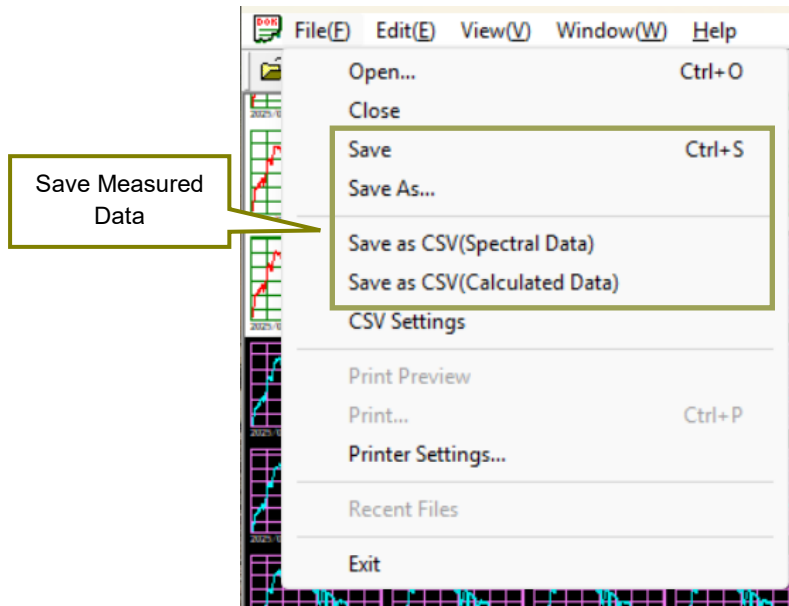 DOK
File(F) Edit(E) View(V) Window(W) Help
Open... Ctrl+O
Close
Save Ctrl+S
Save As...
Save Measured
Data
Save as CSV(Spectral Data)
Save as CSV(Calculated Data)
CSV Settings
Print Preview
Print... Ctrl+P
Printer Settings...
Recent Files
Exit